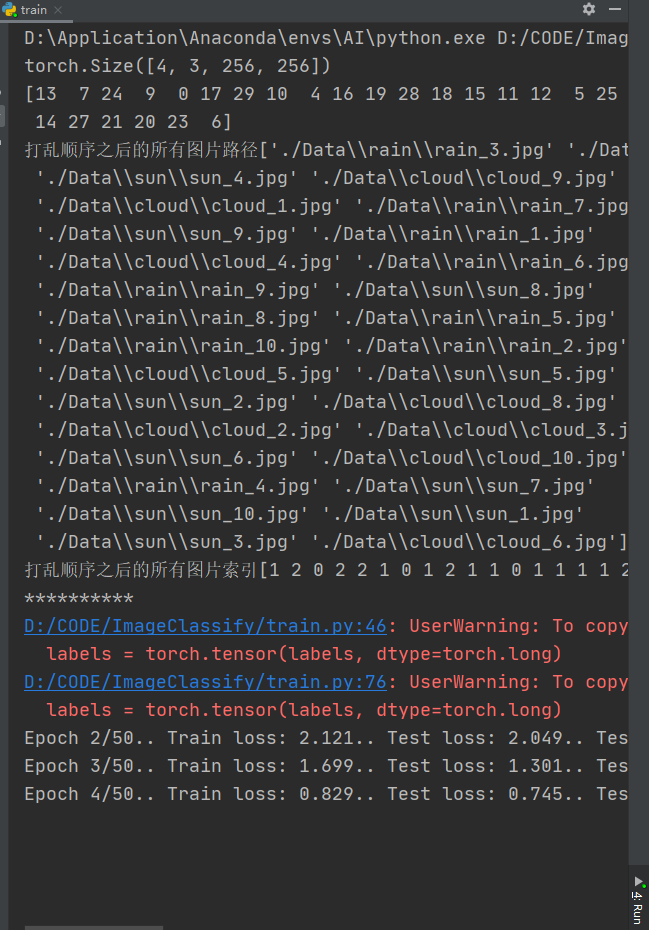 train
D:\Application\Anaconda\envs\AI\python.exe D:/CODE/Imag
torch.Size([4, 3, 256, 256])
[13  7 24  9  0 17 29 10  4 16 19 28 18 15 11 12  5 25
 14 27 21 20 23  6]
打乱顺序之后的所有图片路径['./Data\\rain\\rain_3.jpg' './Dat
 './Data\\sun\\sun_4.jpg' './Data\\cloud\\cloud_9.jpg'
 './Data\\cloud\\cloud_1.jpg' './Data\\rain\\rain_7.jpg
 './Data\\sun\\sun_9.jpg' './Data\\rain\\rain_1.jpg'
 './Data\\cloud\\cloud_4.jpg' './Data\\rain\\rain_6.jpg
 './Data\\rain\\rain_9.jpg' './Data\\sun\\sun_8.jpg'
 './Data\\rain\\rain_8.jpg' './Data\\rain\\rain_5.jpg'
 './Data\\rain\\rain_10.jpg' './Data\\rain\\rain_2.jpg'
 './Data\\cloud\\cloud_5.jpg' './Data\\sun\\sun_5.jpg'
 './Data\\sun\\sun_2.jpg' './Data\\cloud\\cloud_8.jpg'
 './Data\\cloud\\cloud_2.jpg' './Data\\cloud\\cloud_3.j
 './Data\\sun\\sun_6.jpg' './Data\\cloud\\cloud_10.jpg'
 './Data\\rain\\rain_4.jpg' './Data\\sun\\sun_7.jpg'
 './Data\\sun\\sun_10.jpg' './Data\\sun\\sun_1.jpg'
 './Data\\sun\\sun_3.jpg' './Data\\cloud\\cloud_6.jpg']
打乱顺序之后的所有图片索引[1 2 0 2 2 1 0 1 2 1 1 0 1 1 1 1 2
**********
D:/CODE/ImageClassify/train.py:46: UserWarning: To copy
  labels = torch.tensor(labels, dtype=torch.long)
D:/CODE/ImageClassify/train.py:76: UserWarning: To copy
  labels = torch.tensor(labels, dtype=torch.long)
Epoch 2/50.. Train loss: 2.121.. Test loss: 2.049.. Tes
Epoch 3/50.. Train loss: 1.699.. Test loss: 1.301.. Tes
Epoch 4/50.. Train loss: 0.829.. Test loss: 0.745.. Tes
4: Run